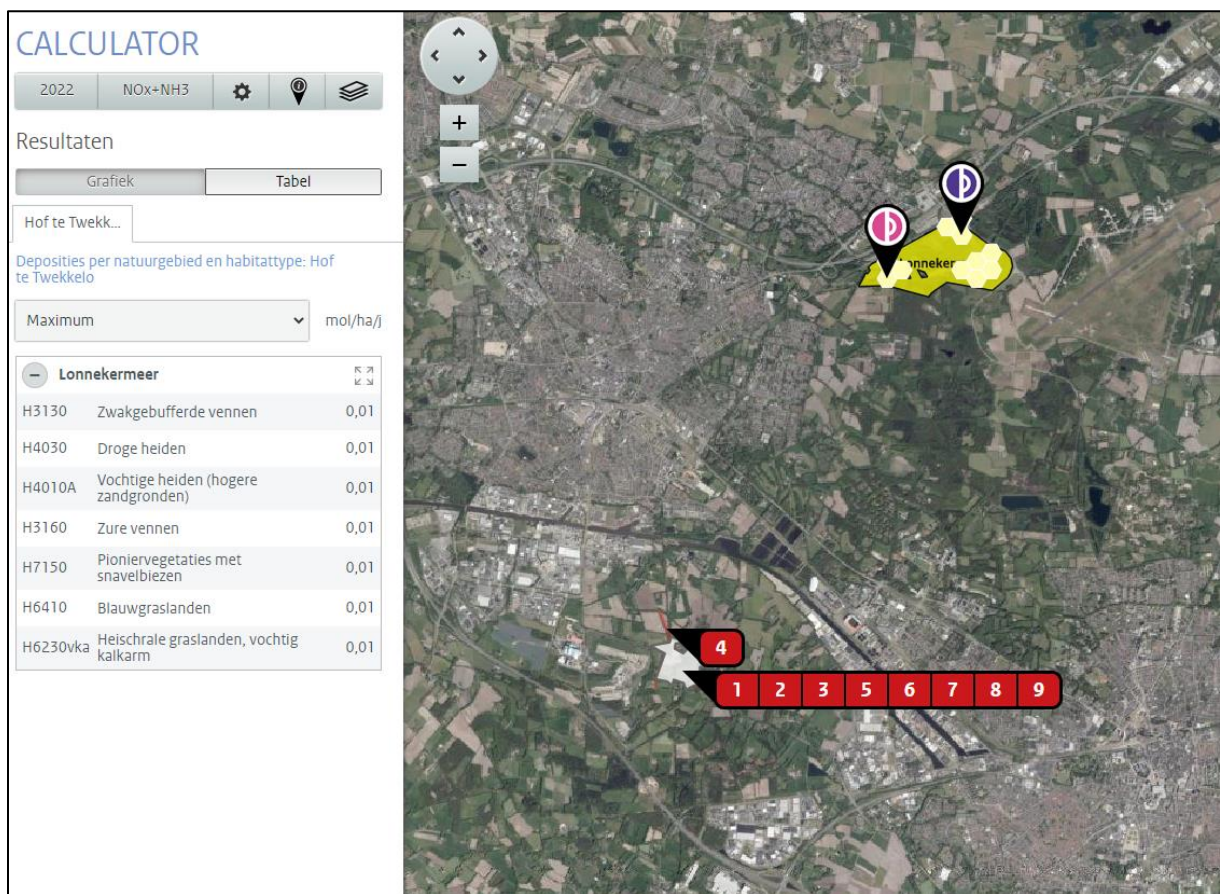 CALCULATOR
2022 NOx+NH3
Resultaten
Grafiek Tabel
Hof te Twekk...
Deposities per natuurgebied en habitattype: Hof
te Twekkelo
Maximum mol/ha/j
Lonnekermeer
H3130 Zwakgebufferde vennen 0,01
H4030 Droge heiden 0,01
H4010A Vochtige heiden (hogere
zandgronden) 0,01
H3160 Zure vennen 0,01
H7150 Pioniervegetaties met
snavelbiezen 0,01
H6410 Blauwgraslanden 0,01
H6230vka Heischrale graslanden, vochtig
kalkarm 0,01
+
−
4
1 2 3 5 6 7 8 9